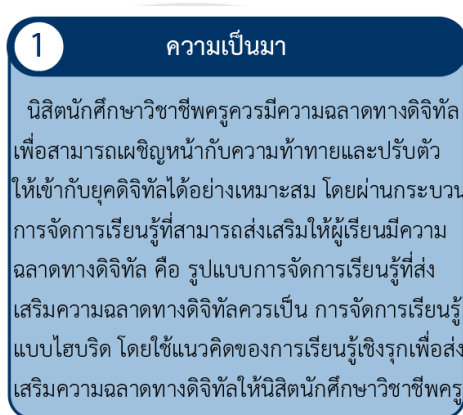 1 ความเป็นมา
นิสิตนักศึกษาวิชาชีพครูควรมีความฉลาดทางดิจิทัล
เพื่อสามารถเผชิญหน้ากับความท้าทายและปรับตัว
ให้เข้ากับยุคดิจิทัลได้อย่างเหมาะสม โดยผ่านกระบวน
การจัดการเรียนรู้ที่สามารถส่งเสริมให้ผู้เรียนมีความ
ฉลาดทางดิจิทัล คือ รูปแบบการจัดการเรียนรู้ที่ส่ง
เสริมความฉลาดทางดิจิทัลควรเป็น การจัดการเรียนรู้
แบบไฮบริด โดยใช้แนวคิดของการเรียนรู้เชิงรุกเพื่อส่ง
เสริมความฉลาดทางดิจิทัลให้นิสิตนักศึกษาวิชาชีพครู